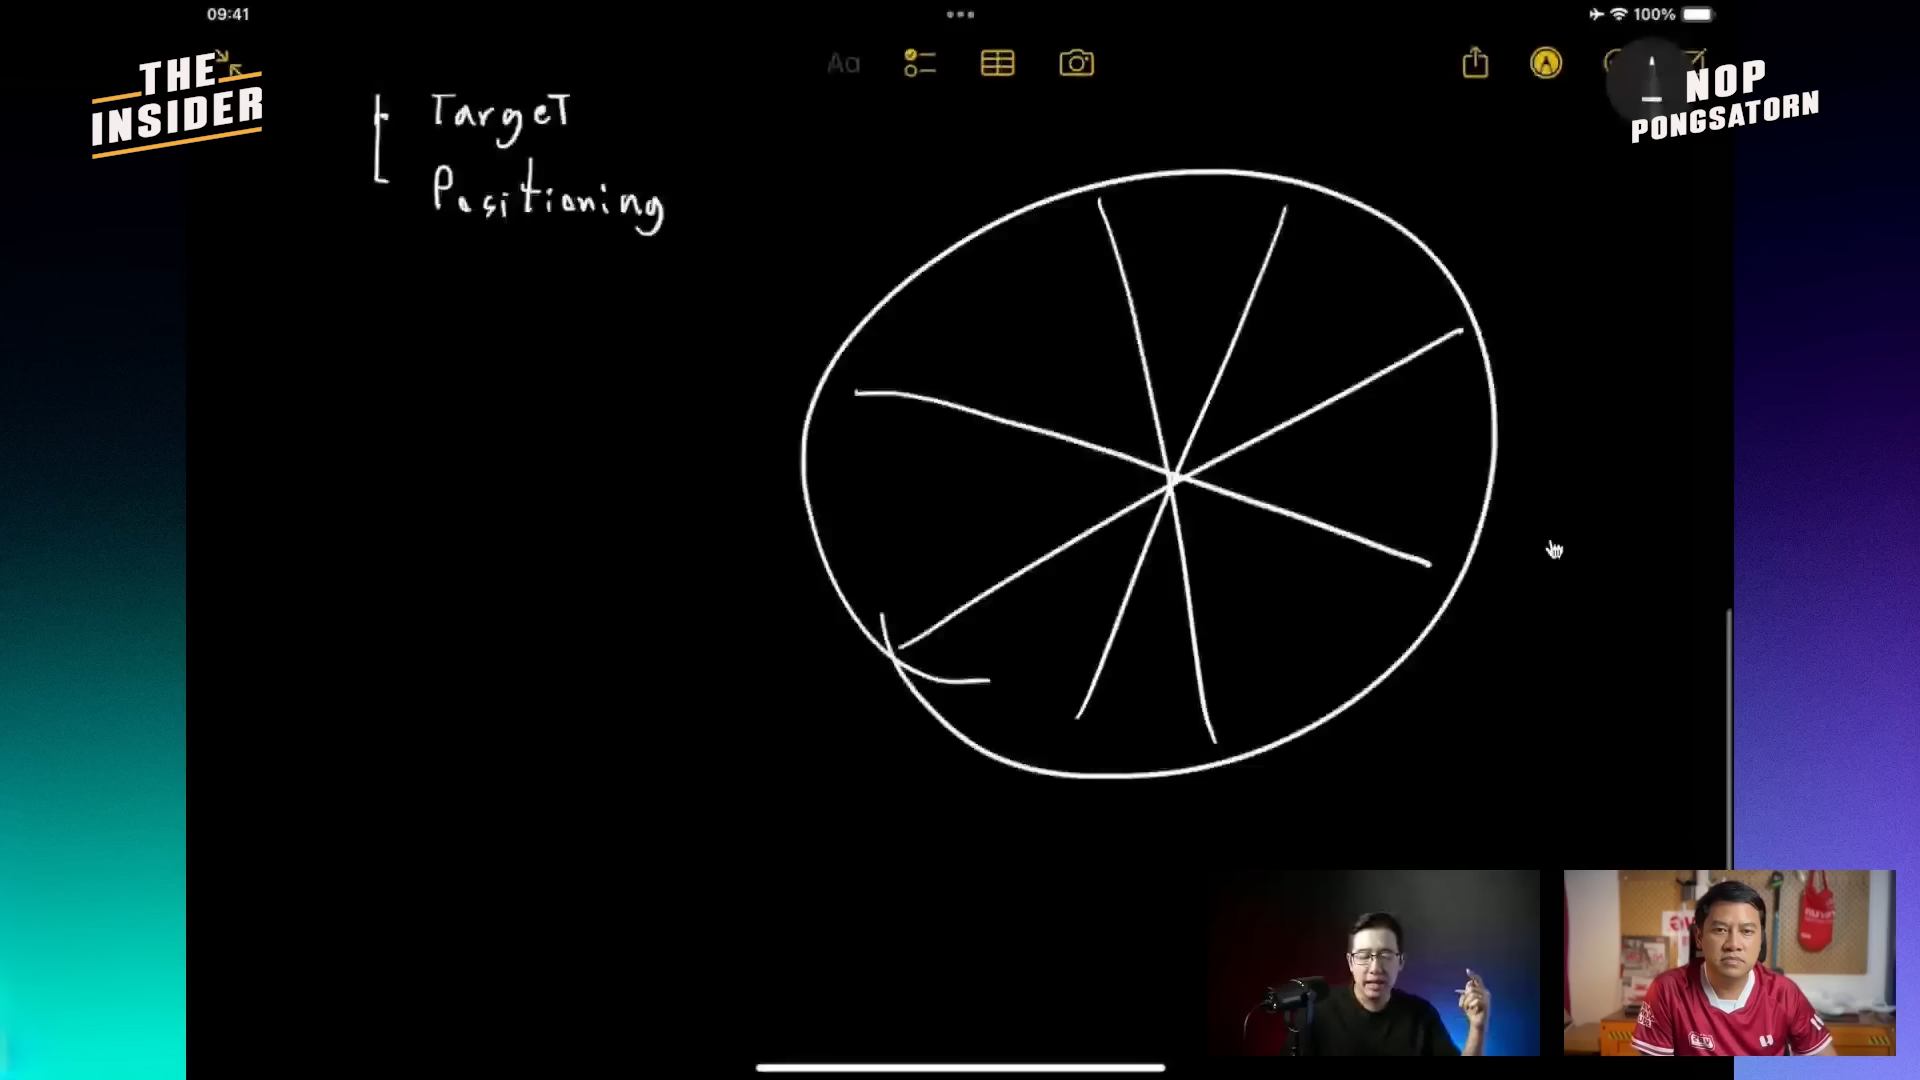 09:41
100%
THE
INSIDER
Aa
NOP
PONGSATORN
Target
Positioning